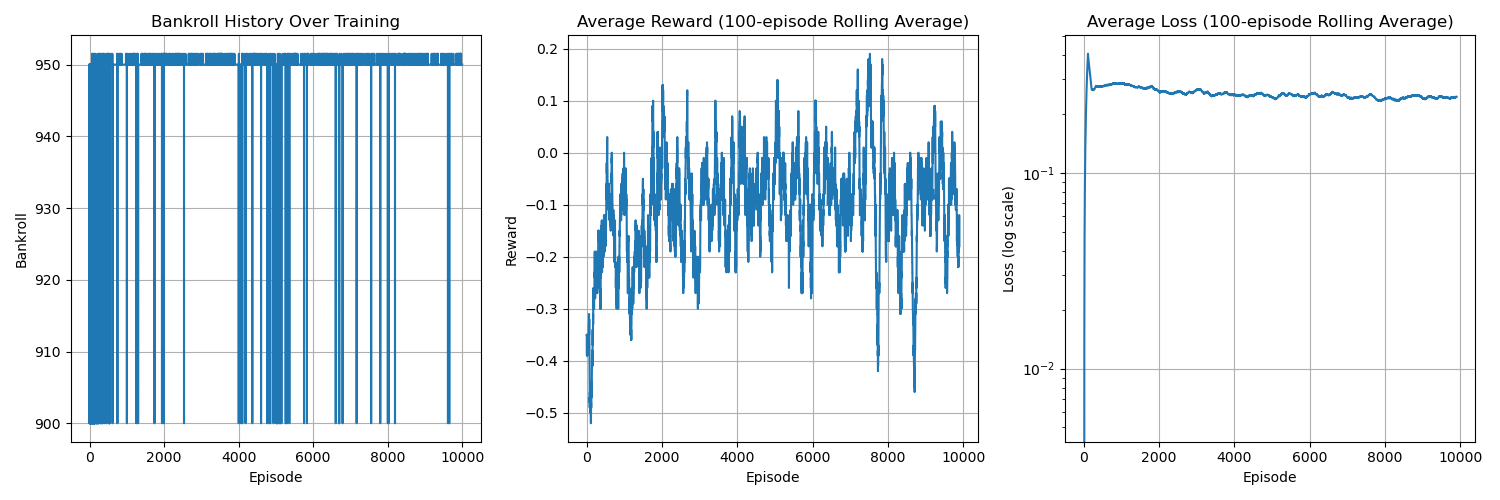 Bankroll History Over Training
Bankroll
950
940
930
920
910
900
0 2000 4000 6000 8000 10000
Episode
Average Reward (100-episode Rolling Average)
Reward
0.2
0.1
0.0
−0.1
−0.2
−0.3
−0.4
−0.5
0 2000 4000 6000 8000 10000
Episode
Average Loss (100-episode Rolling Average)
Loss (log scale)
10⁻¹
10⁻²
0 2000 4000 6000 8000 10000
Episode